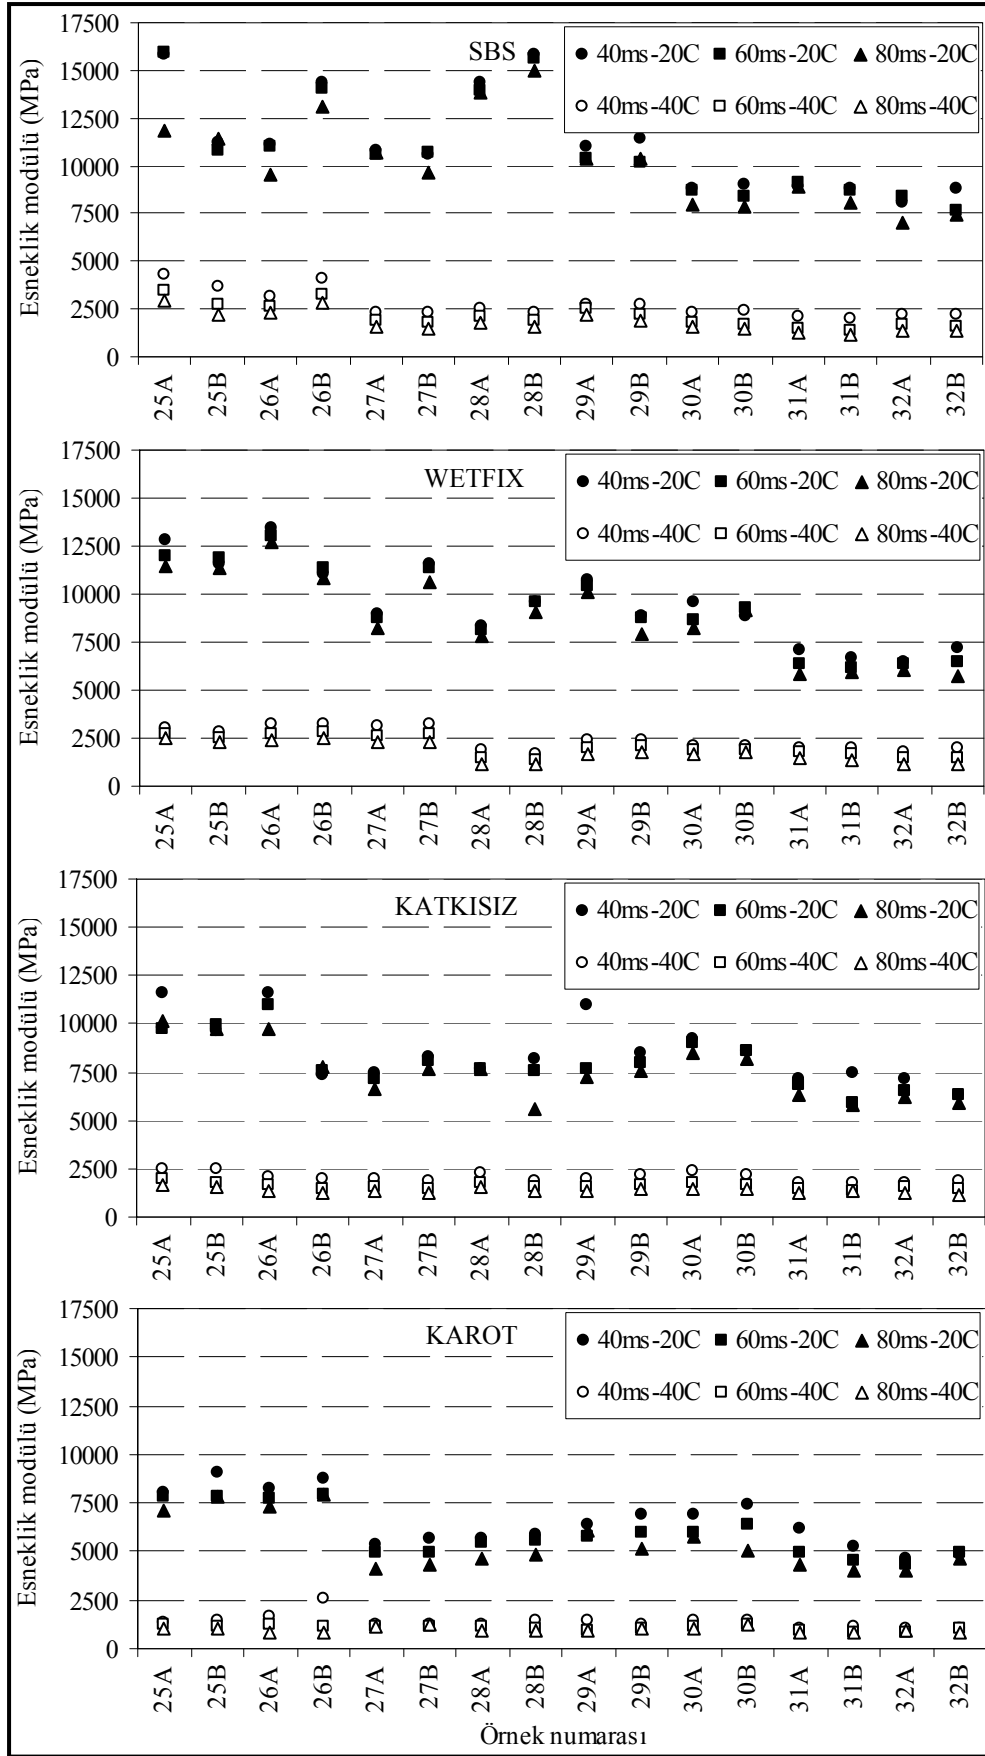 17500
15000
12500
10000
7500
5000
2500
0
Esneklik modülü (MPa)
SBS
40ms-20C 60ms-20C 80ms-20C
40ms-40C 60ms-40C 80ms-40C
25A 25B 26A 26B 27A 27B 28A 28B 29A 29B 30A 30B 31A 31B 32A 32B
17500
15000
12500
10000
7500
5000
2500
0
Esneklik modülü (MPa)
WETFIX
40ms-20C 60ms-20C 80ms-20C
40ms-40C 60ms-40C 80ms-40C
25A 25B 26A 26B 27A 27B 28A 28B 29A 29B 30A 30B 31A 31B 32A 32B
17500
15000
12500
10000
7500
5000
2500
0
Esneklik modülü (MPa)
KATKISIZ
40ms-20C 60ms-20C 80ms-20C
40ms-40C 60ms-40C 80ms-40C
25A 25B 26A 26B 27A 27B 28A 28B 29A 29B 30A 30B 31A 31B 32A 32B
17500
15000
12500
10000
7500
5000
2500
0
Esneklik modülü (MPa)
KAROT
40ms-20C 60ms-20C 80ms-20C
40ms-40C 60ms-40C 80ms-40C
25A 25B 26A 26B 27A 27B 28A 28B 29A 29B 30A 30B 31A 31B 32A 32B
Örnek numarası